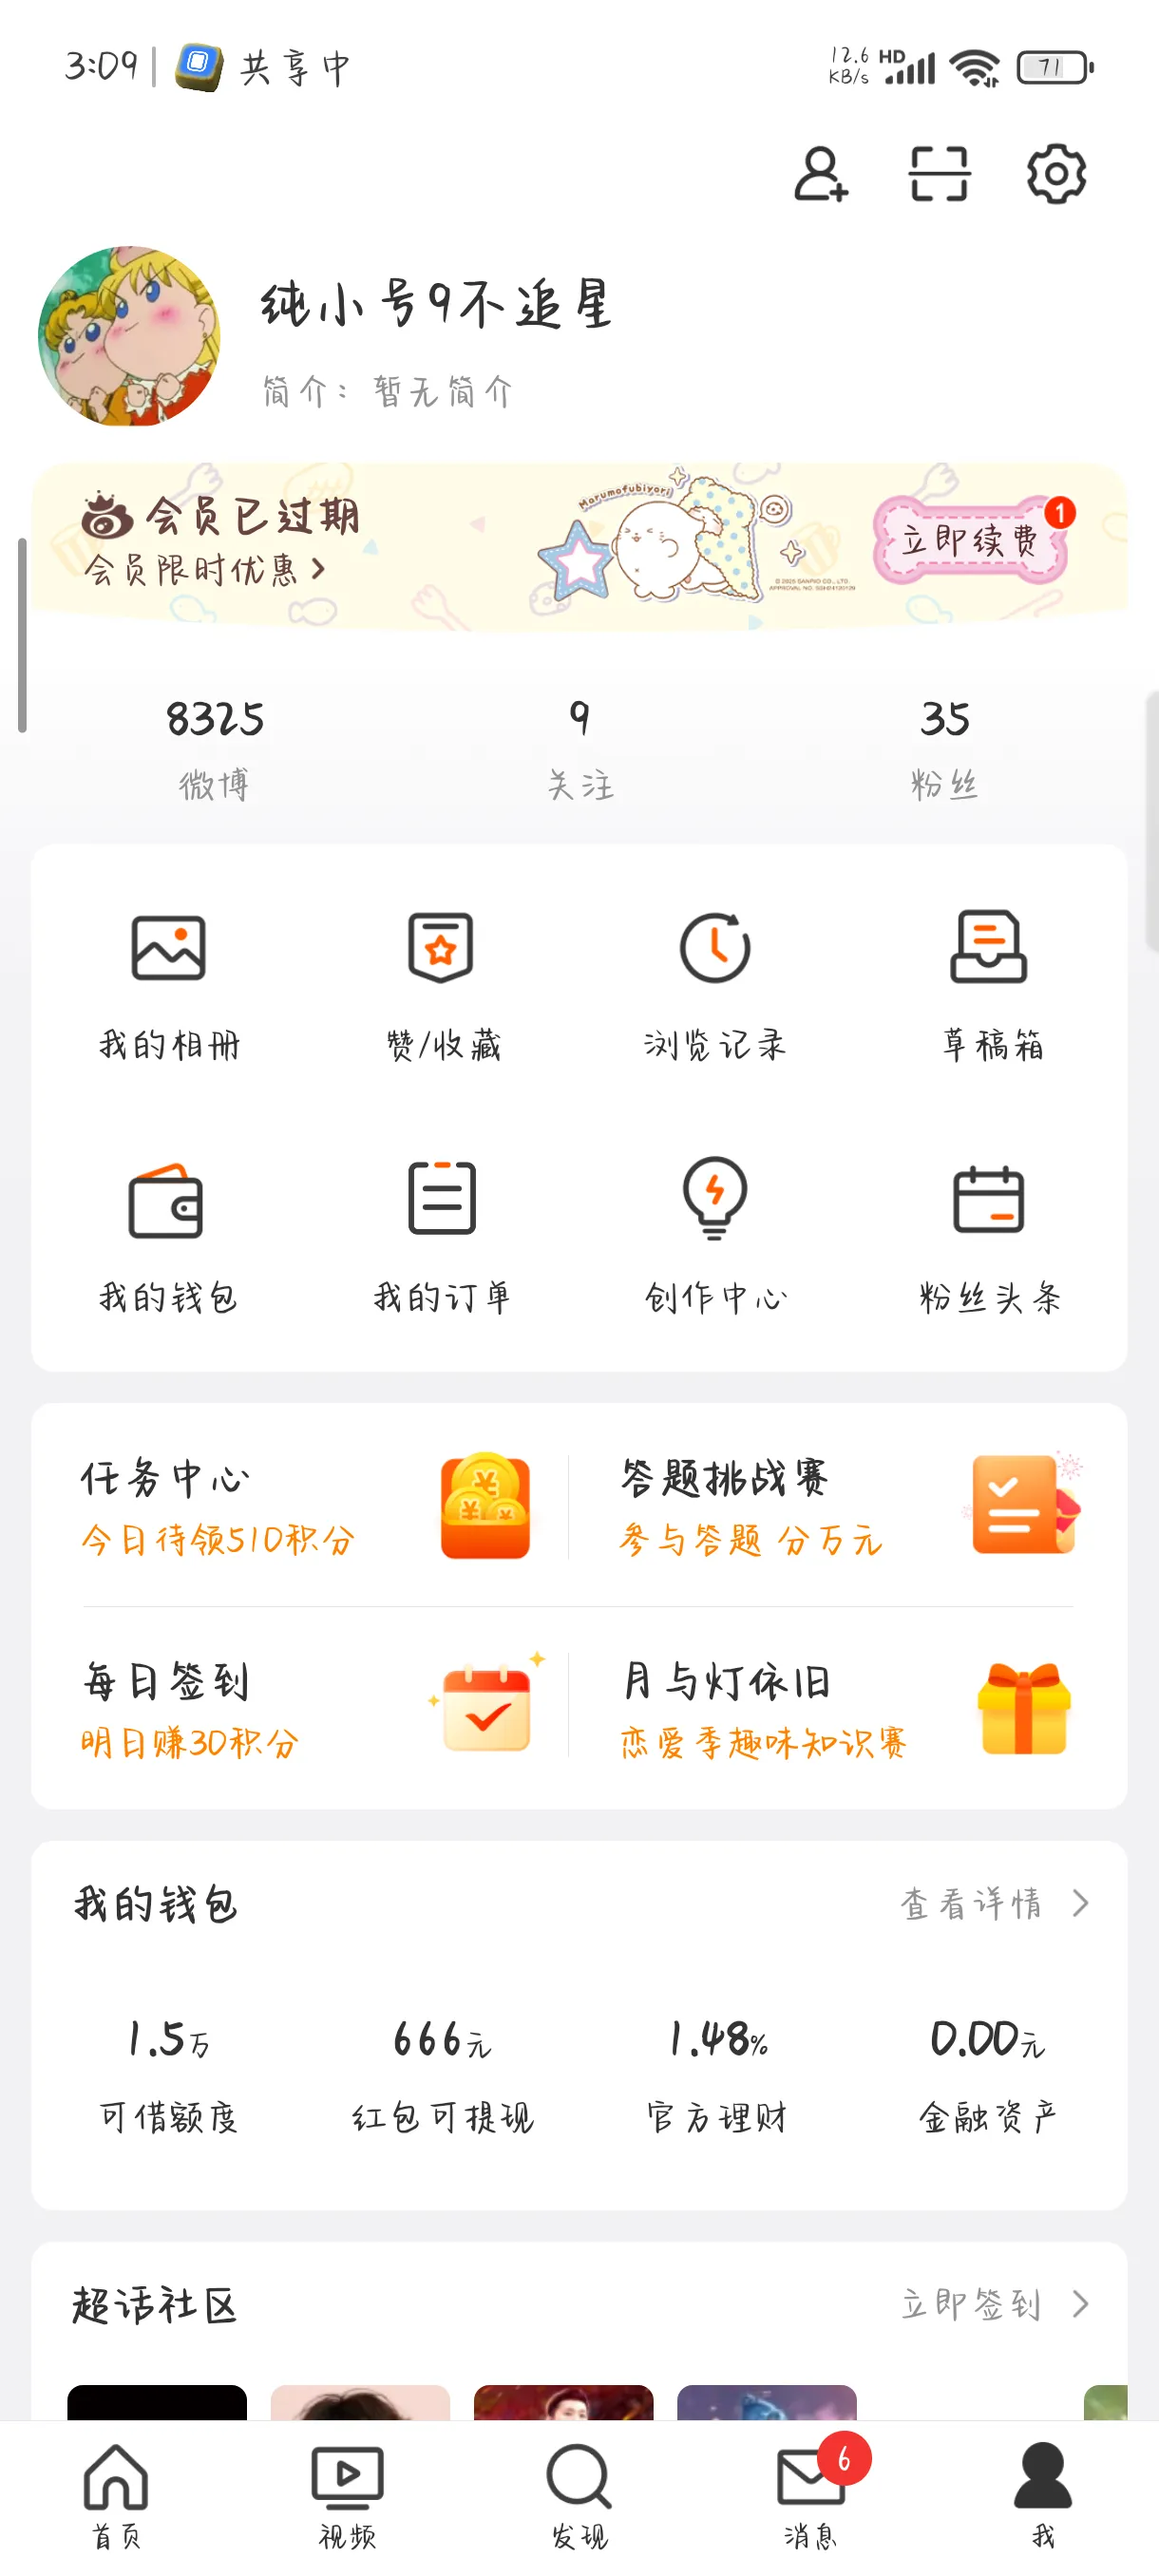 3:09
共享中
12.6
KB/s
HD
71
纯小号9不追星
简介：暂无简介
会员已过期
会员限时优惠
Marumofubiyori
立即续费
1
8325
9
35
微博
关注
粉丝
我的相册
赞/收藏
浏览记录
草稿箱
我的钱包
我的订单
创作中心
粉丝头条
任务中心
答题挑战赛
今日待领510积分
参与答题 分万元
每日签到
月与灯依旧
明日赚30积分
恋爱季趣味知识赛
我的钱包
查看详情
1.5万
666元
1.48%
0.00元
可借额度
红包可提现
官方理财
金融资产
超话社区
立即签到
6
首页
视频
发现
消息
我